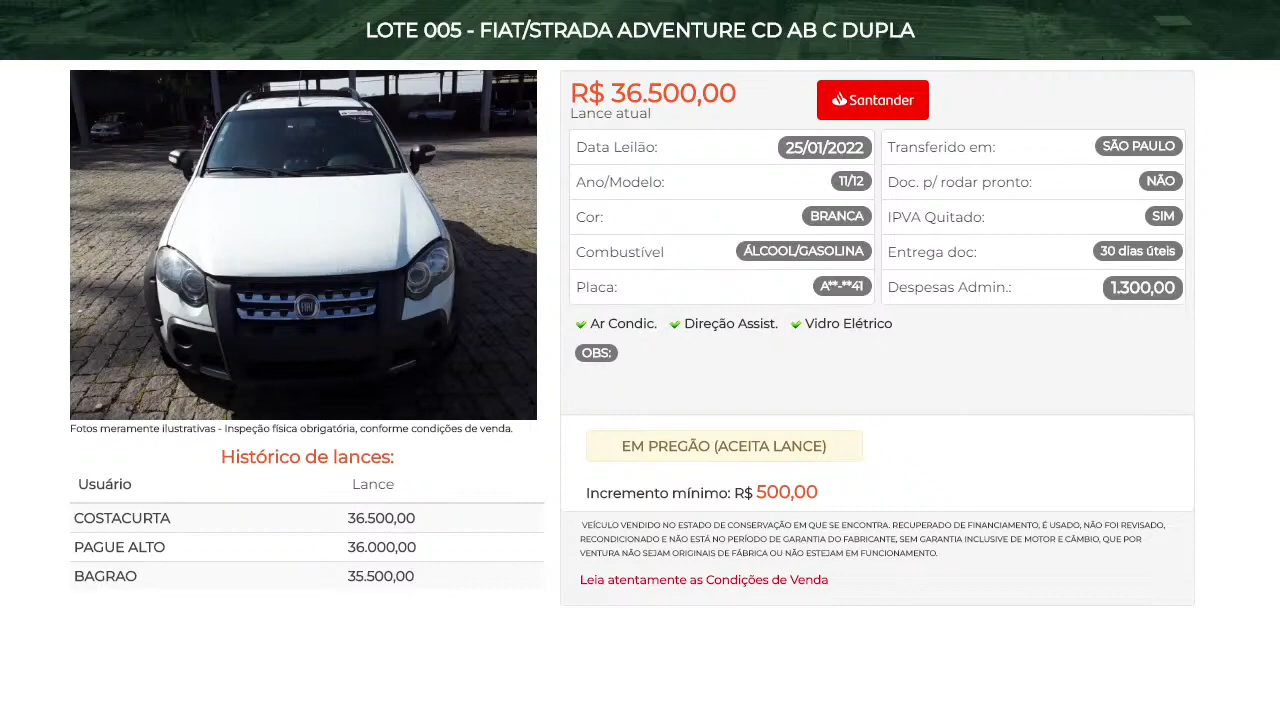 LOTE 005 - FIAT/STRADA ADVENTURE CD AB C DUPLA
R$ 36.500,00
Lance atual
Santander
Data Leilão: 25/01/2022
Ano/Modelo: 11/12
Cor: BRANCA
Combustível ÁLCOOL/GASOLINA
Placa: A**-**41
Transferido em: SÃO PAULO
Doc. p/ rodar pronto: NÃO
IPVA Quitado: SIM
Entrega doc: 30 dias úteis
Despesas Admin.: 1.300,00
Ar Condic. Direção Assist. Vidro Elétrico
OBS:
EM PREGÃO (ACEITA LANCE)
Incremento mínimo: R$ 500,00
VEÍCULO VENDIDO NO ESTADO DE CONSERVAÇÃO EM QUE SE ENCONTRA. RECUPERADO DE FINANCIAMENTO, É USADO, NÃO FOI REVISADO,
RECONDICIONADO E NÃO ESTÁ NO PERÍODO DE GARANTIA DO FABRICANTE, SEM GARANTIA INCLUSIVE DE MOTOR E CÂMBIO, QUE POR
VENTURA NÃO SEJAM ORIGINAIS DE FÁBRICA OU NÃO ESTEJAM EM FUNCIONAMENTO.
Leia atentamente as Condições de Venda
FIAT
Fotos meramente ilustrativas - Inspeção física obrigatória, conforme condições de venda.
Histórico de lances:
Usuário Lance
COSTACURTA 36.500,00
PAGUE ALTO 36.000,00
BAGRAO 35.500,00